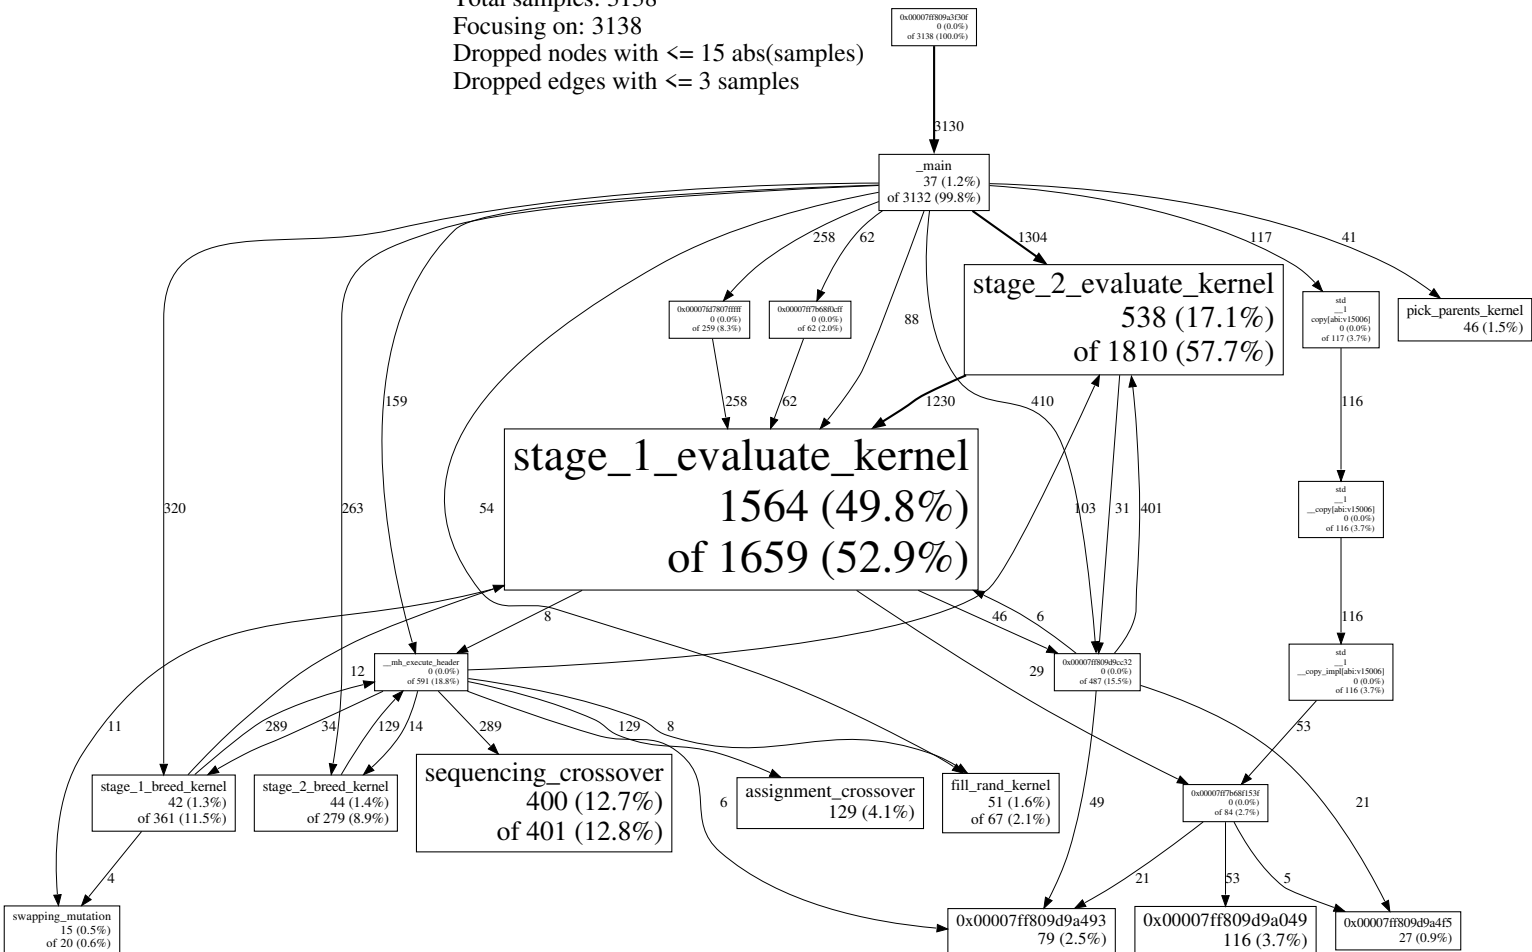 Total samples: 3138
Focusing on: 3138
Dropped nodes with <= 15 abs(samples)
Dropped edges with <= 3 samples
0x00007ff809a3f30f
0 (0.0%)
of 3138 (100.0%)
3130
_main
37 (1.2%)
of 3132 (99.8%)
258
62
1304
117
41
88
stage_2_evaluate_kernel
538 (17.1%)
of 1810 (57.7%)
0x00007fd7807fffff
0 (0.0%)
of 259 (8.3%)
0x00007ff7b68f0cff
0 (0.0%)
of 62 (2.0%)
std
__1
copy[abi:v15006]
0 (0.0%)
of 117 (3.7%)
pick_parents_kernel
46 (1.5%)
159
258
62
1230
410
116
stage_1_evaluate_kernel
1564 (49.8%)
of 1659 (52.9%)
320
263
54
103
31
401
std
__1
__copy[abi:v15006]
0 (0.0%)
of 116 (3.7%)
8
46
6
116
__mh_execute_header
0 (0.0%)
of 591 (18.8%)
12
29
0x00007ff809d9cc32
0 (0.0%)
of 487 (15.5%)
std
__1
__copy_impl[abi:v15006]
0 (0.0%)
of 116 (3.7%)
11
289
34
129
14
289
129
8
53
stage_1_breed_kernel
42 (1.3%)
of 361 (11.5%)
stage_2_breed_kernel
44 (1.4%)
of 279 (8.9%)
sequencing_crossover
400 (12.7%)
of 401 (12.8%)
assignment_crossover
129 (4.1%)
fill_rand_kernel
51 (1.6%)
of 67 (2.1%)
0x00007ff7b68f153f
0 (0.0%)
of 84 (2.7%)
6
49
21
4
21
53
5
swapping_mutation
15 (0.5%)
of 20 (0.6%)
0x00007ff809d9a493
79 (2.5%)
0x00007ff809d9a049
116 (3.7%)
0x00007ff809d9a4f5
27 (0.9%)